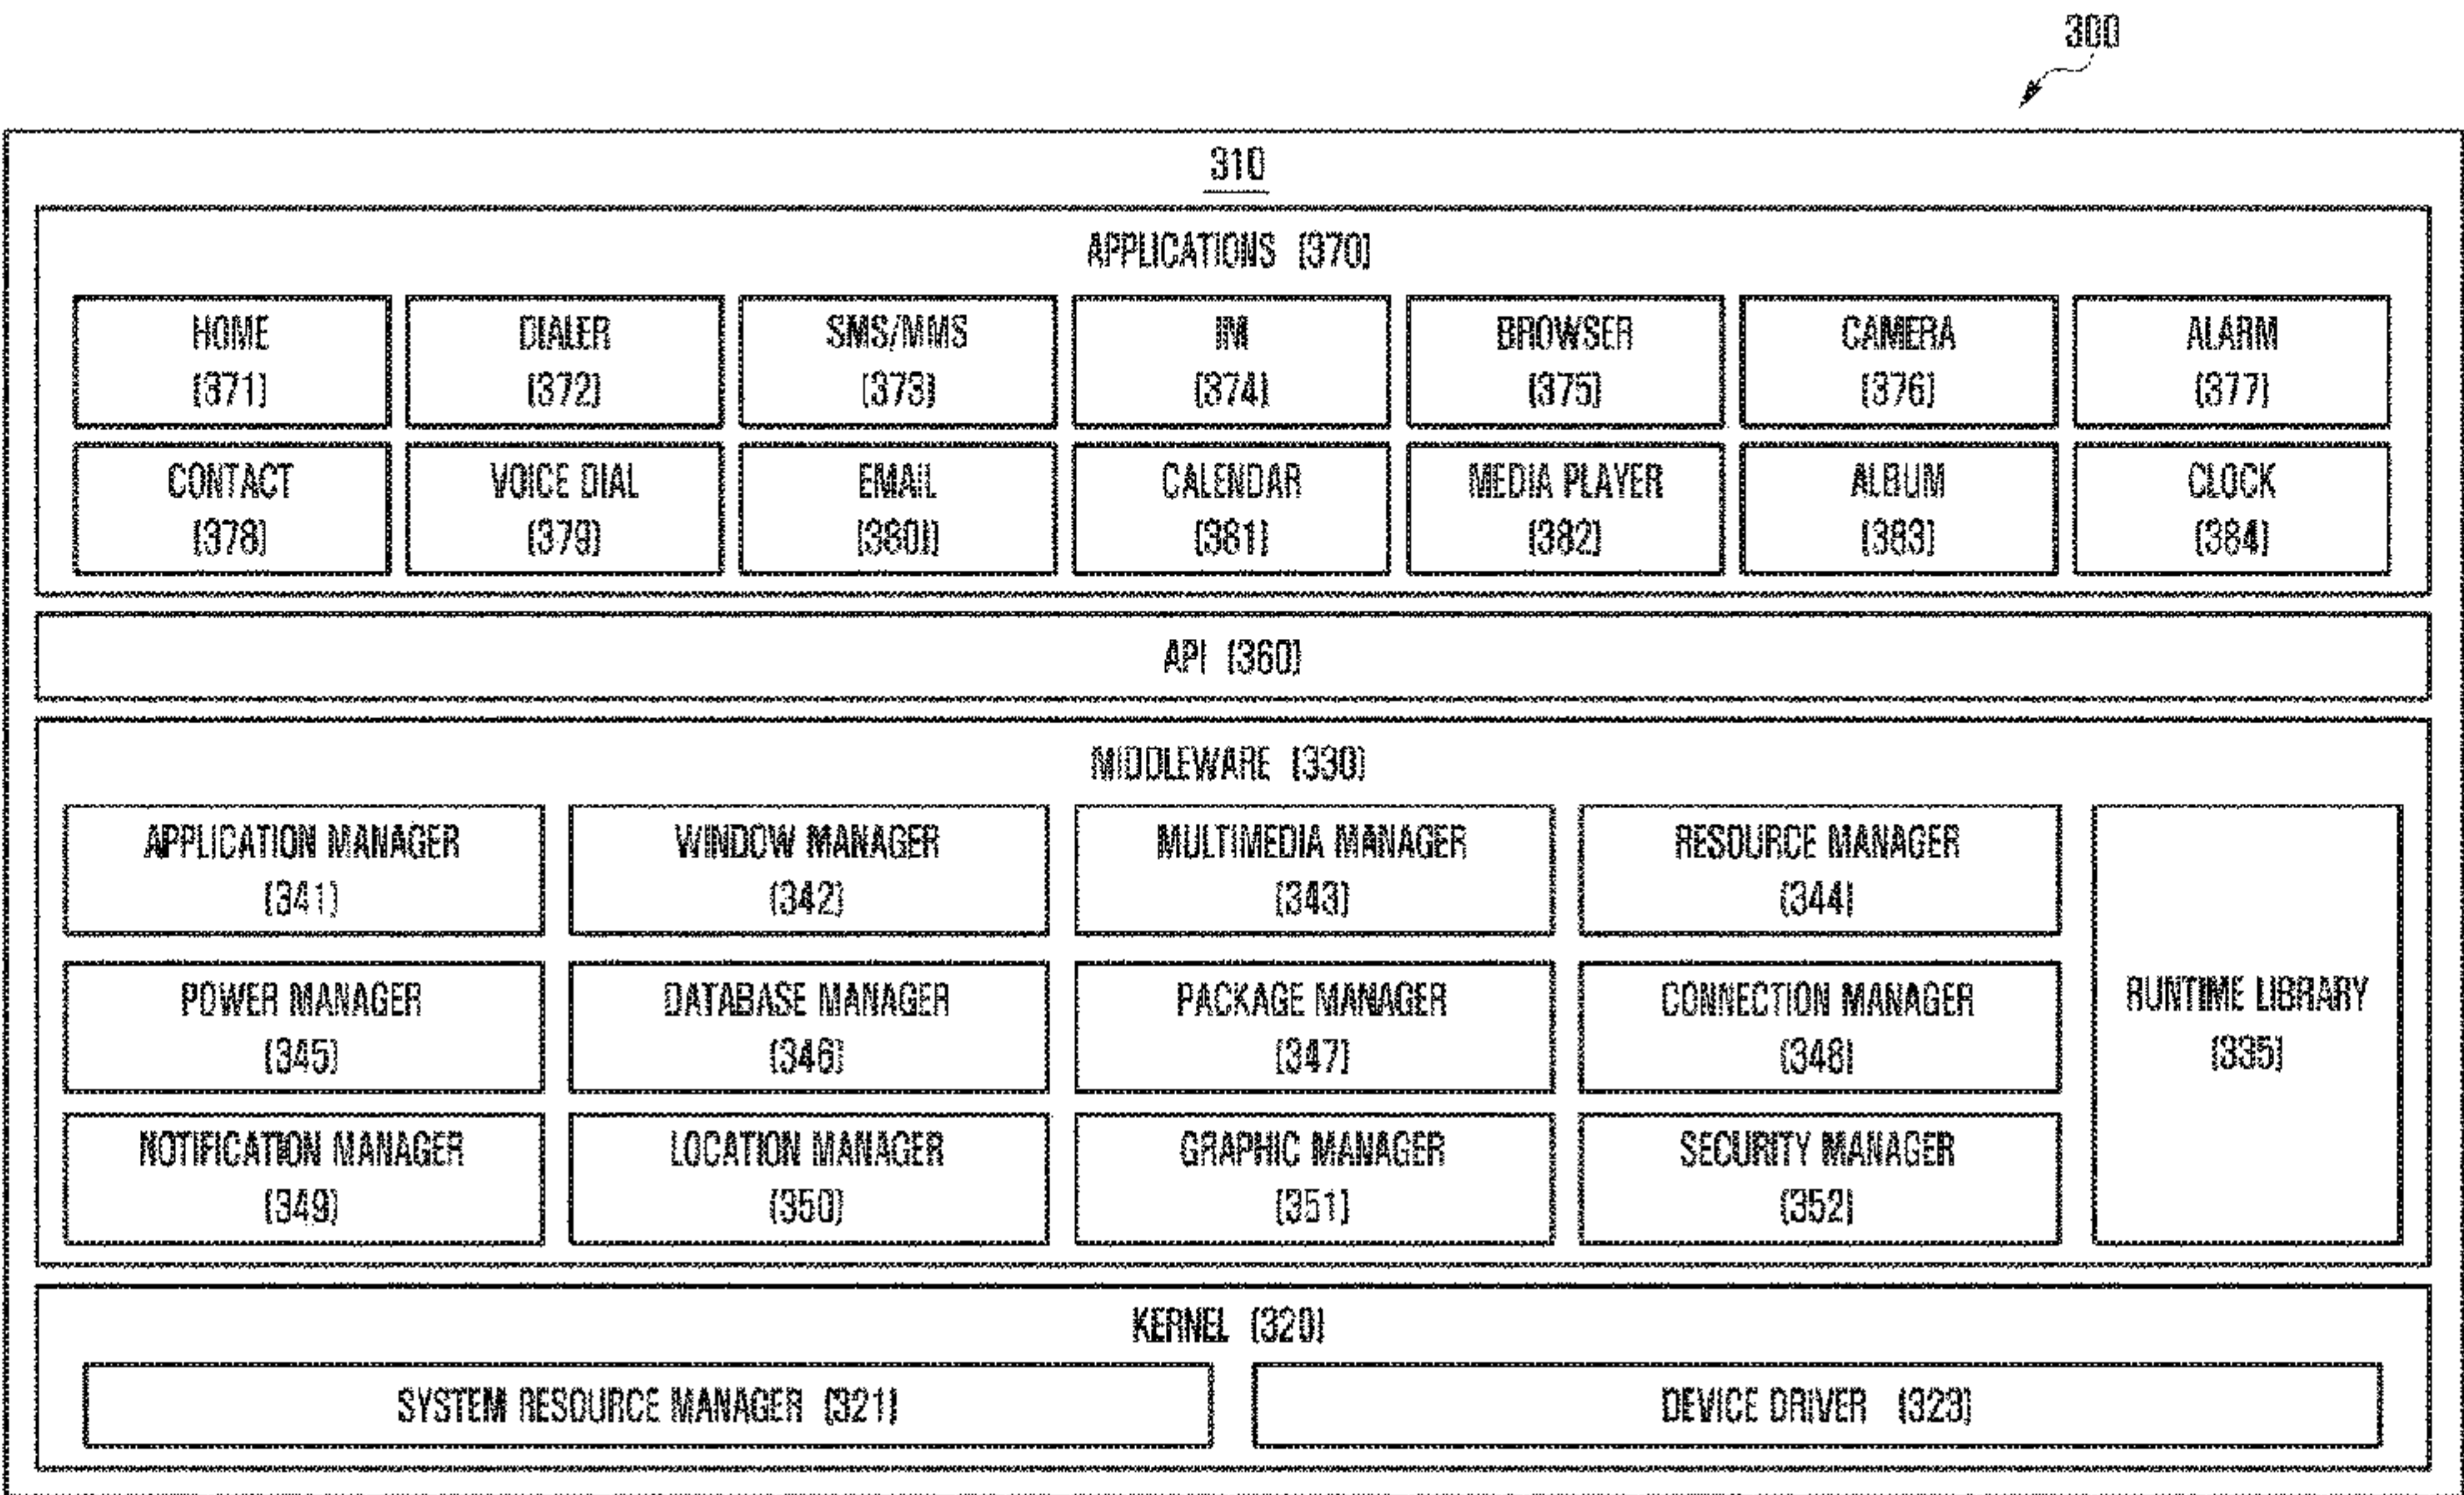 300
310
APPLICATIONS (370)
HOME
(371)
DIALER
(372)
SMS/MMS
(373)
IM
(374)
BROWSER
(375)
CAMERA
(376)
ALARM
(377)
CONTACT
(378)
VOICE DIAL
(379)
EMAIL
(380))
CALENDAR
(381)
MEDIA PLAYER
(382)
ALBUM
(383)
CLOCK
(384)
API (360)
MIDDLEWARE (330)
APPLICATION MANAGER
(341)
WINDOW MANAGER
(342)
MULTIMEDIA MANAGER
(343)
RESOURCE MANAGER
(344)
POWER MANAGER
(345)
DATABASE MANAGER
(346)
PACKAGE MANAGER
(347)
CONNECTION MANAGER
(348)
NOTIFICATION MANAGER
(349)
LOCATION MANAGER
(350)
GRAPHIC MANAGER
(351)
SECURITY MANAGER
(352)
RUNTIME LIBRARY
(335)
KERNEL (320)
SYSTEM RESOURCE MANAGER (321)
DEVICE DRIVER (323)